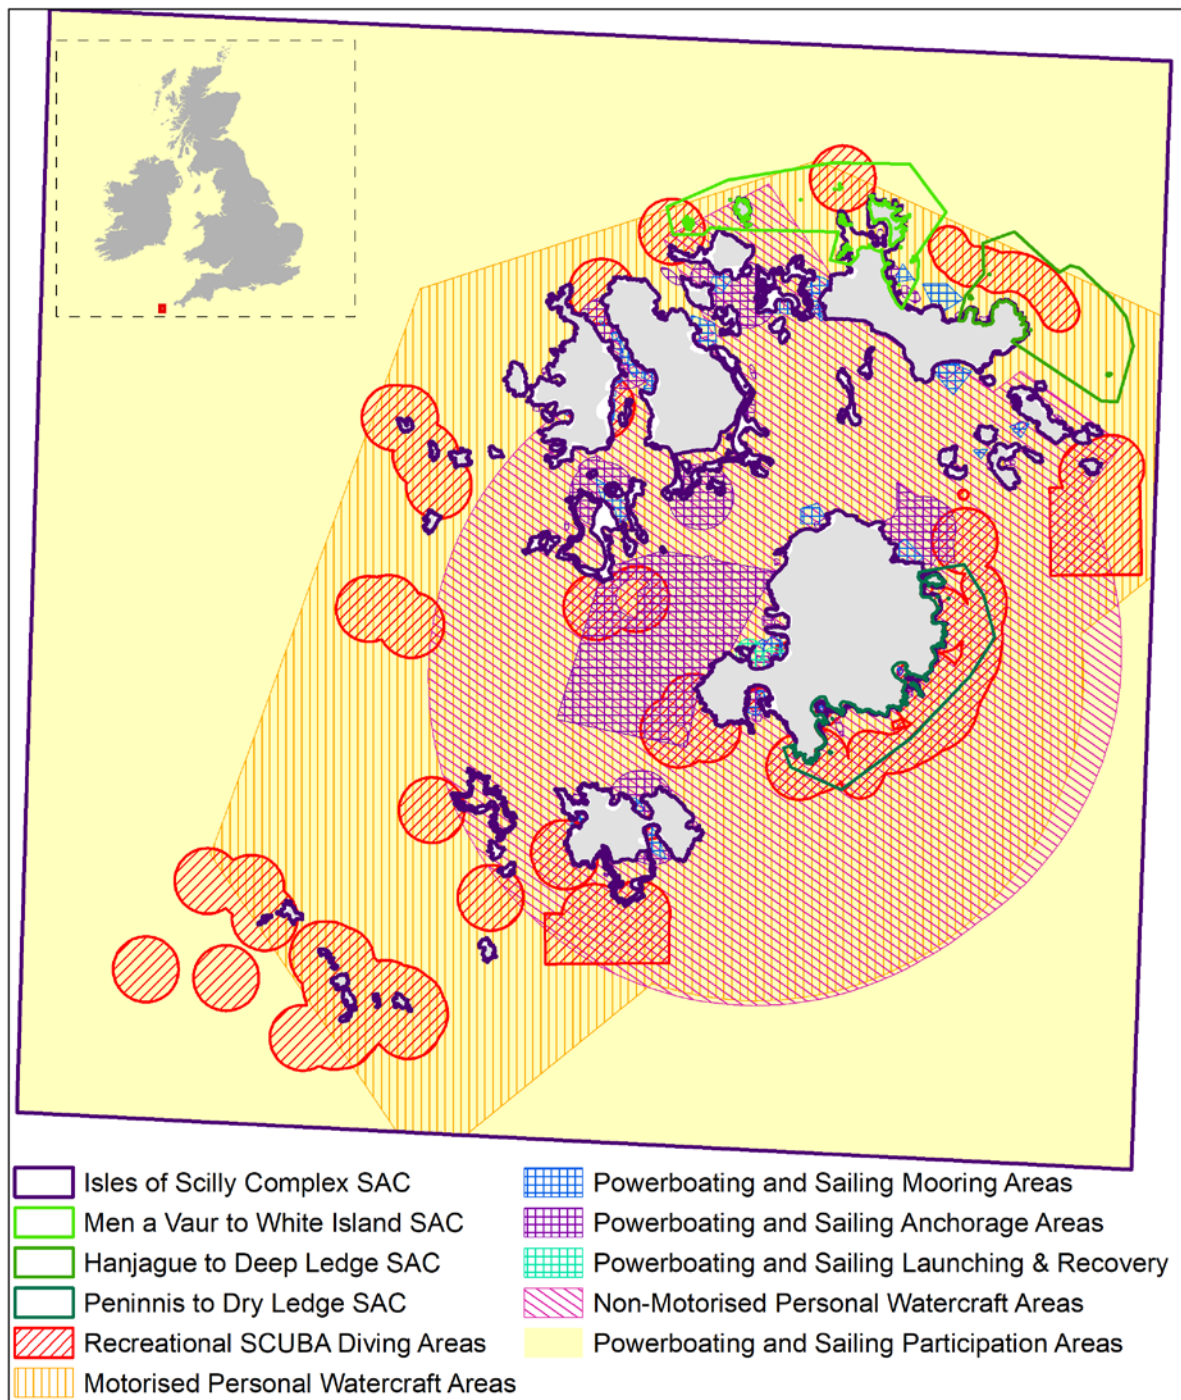 Isles of Scilly Complex SAC
Men a Vaur to White Island SAC
Hanjague to Deep Ledge SAC
Peninnis to Dry Ledge SAC
Recreational SCUBA Diving Areas
Motorised Personal Watercraft Areas
Powerboating and Sailing Mooring Areas
Powerboating and Sailing Anchorage Areas
Powerboating and Sailing Launching & Recovery
Non-Motorised Personal Watercraft Areas
Powerboating and Sailing Participation Areas